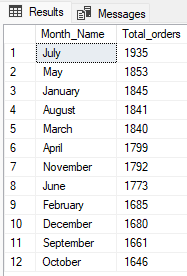 Results Messages
Month_Name Total_orders
1 July 1935
2 May 1853
3 January 1845
4 August 1841
5 March 1840
6 April 1799
7 November 1792
8 June 1773
9 February 1685
10 December 1680
11 September 1661
12 October 1646